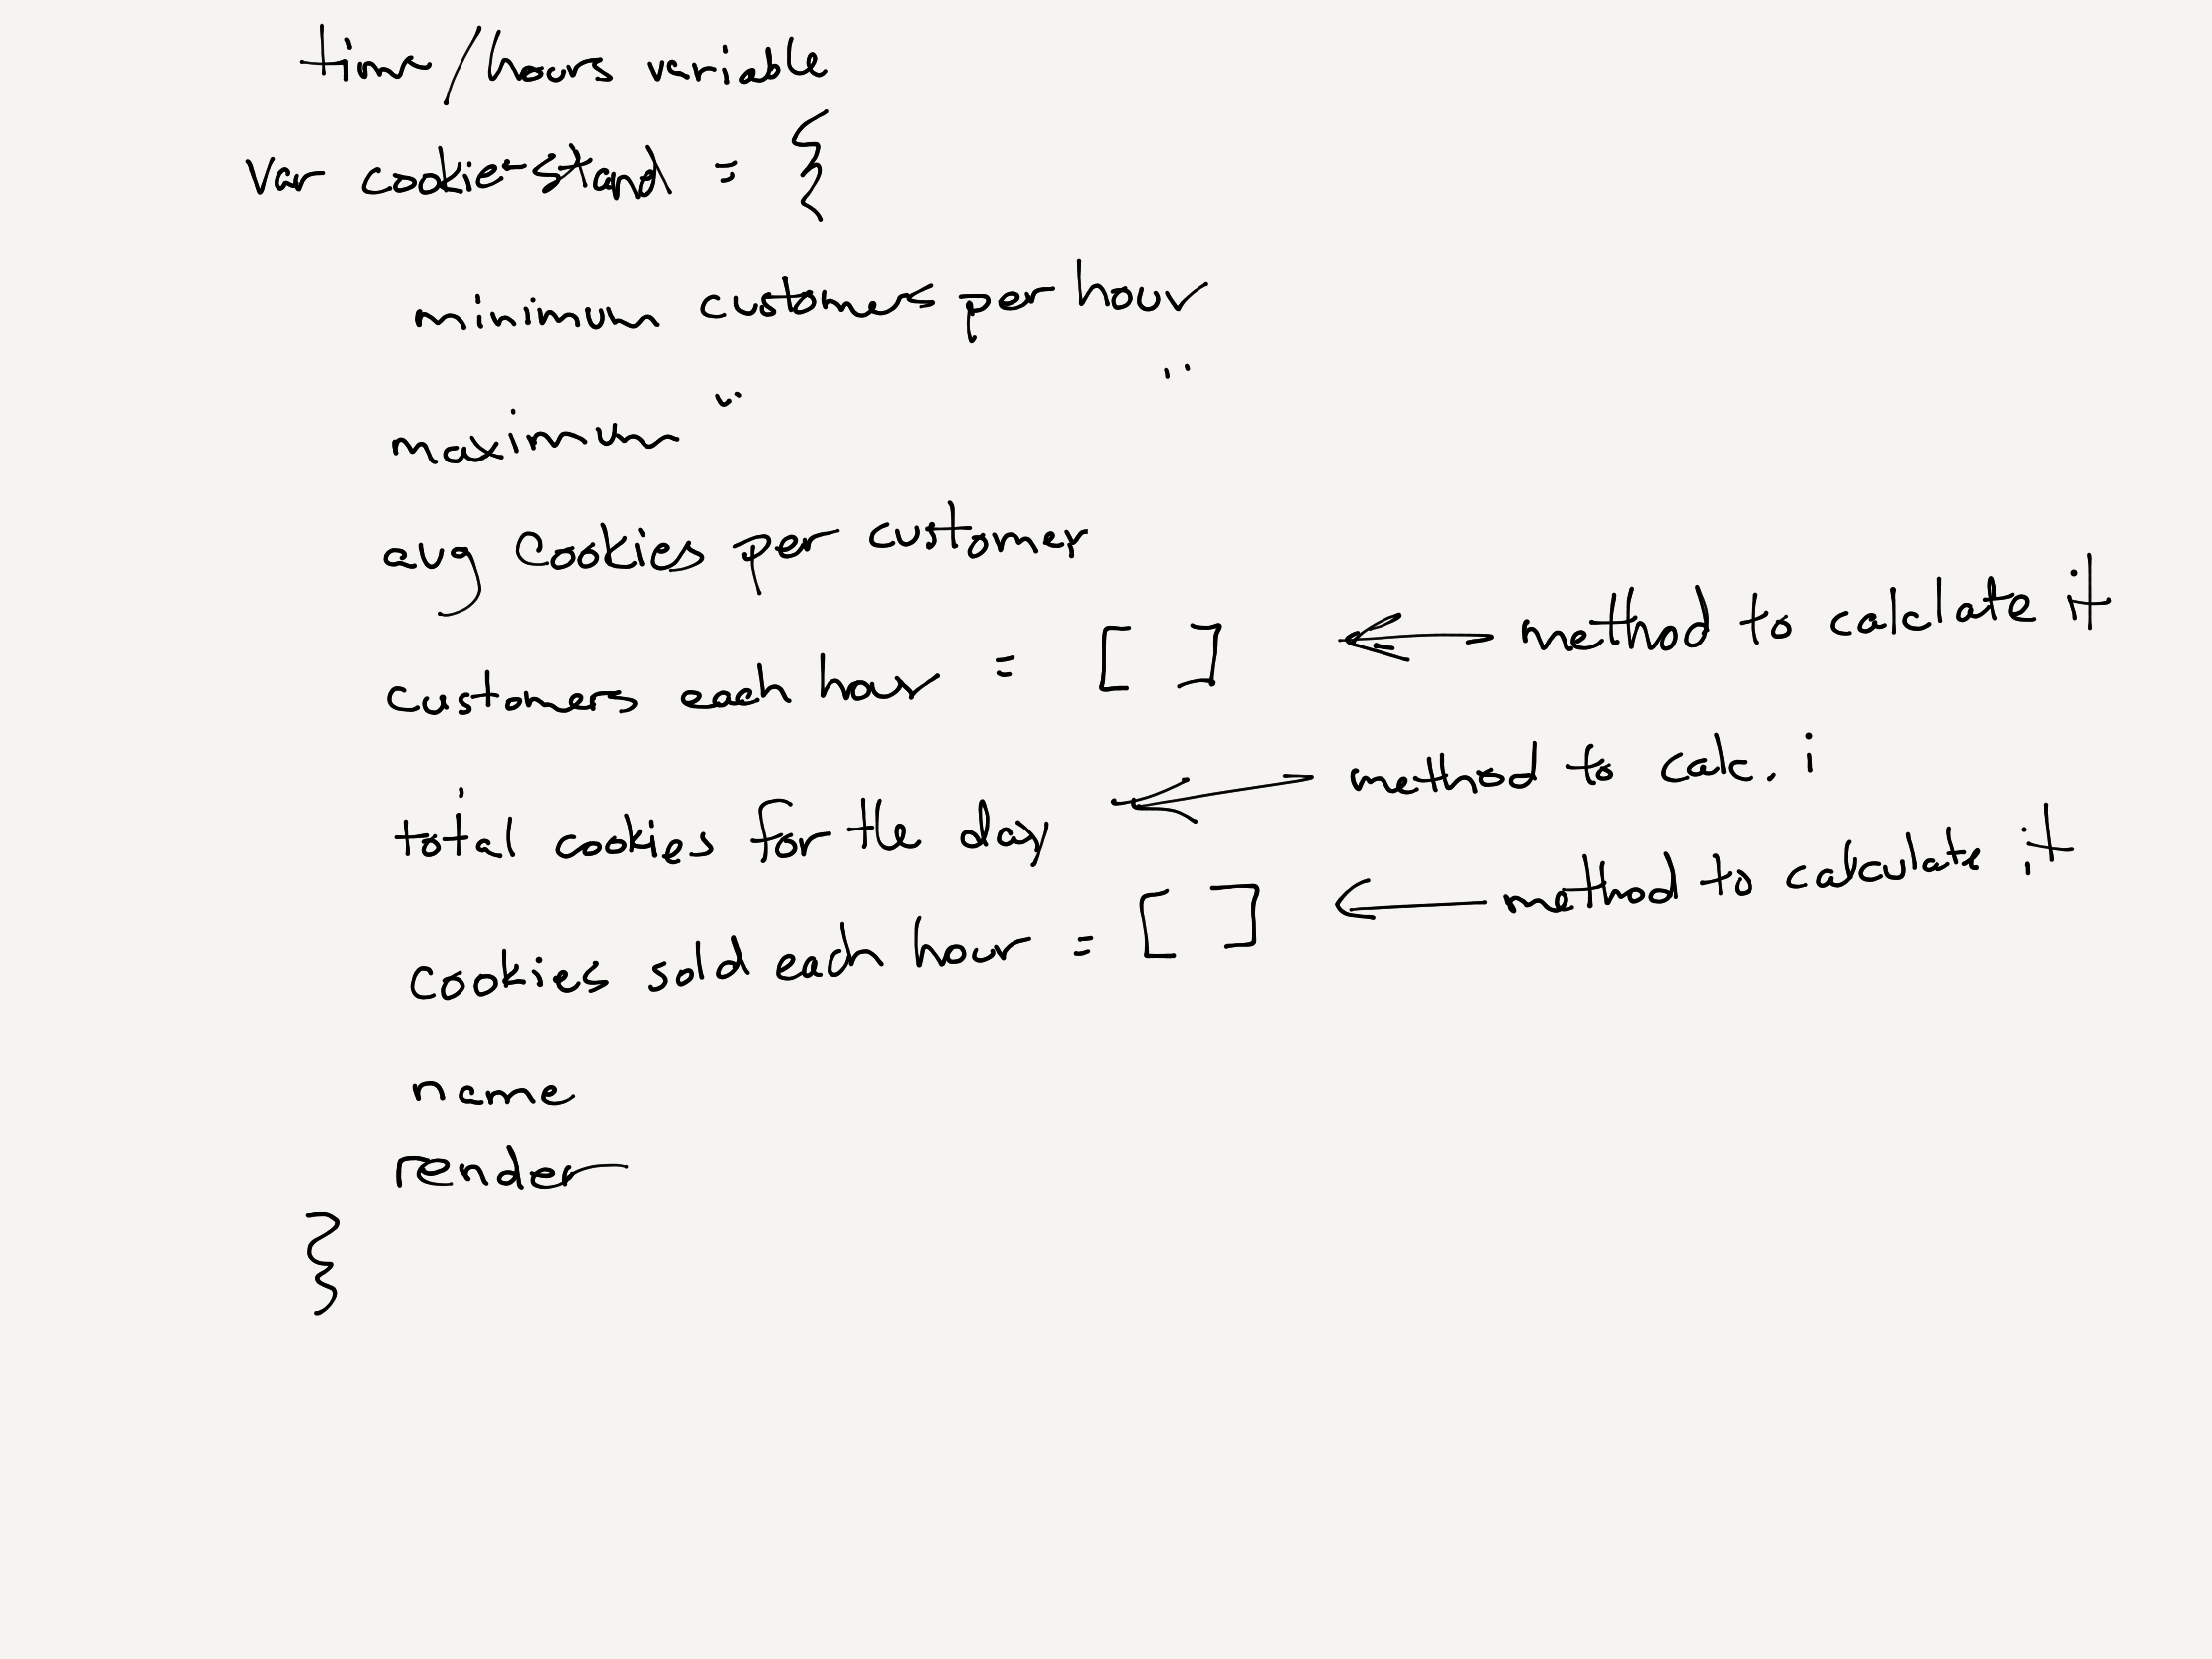 time/hours variable
var cookie-stand = {
minimum customers per hour
maximum " "
avg cookies per customer
customers each hour = [ ] ← method to calclate it
total cookies for the day ← method to calc. i
cookies sold each hour = [ ] ← method to calculate it
name
render
}